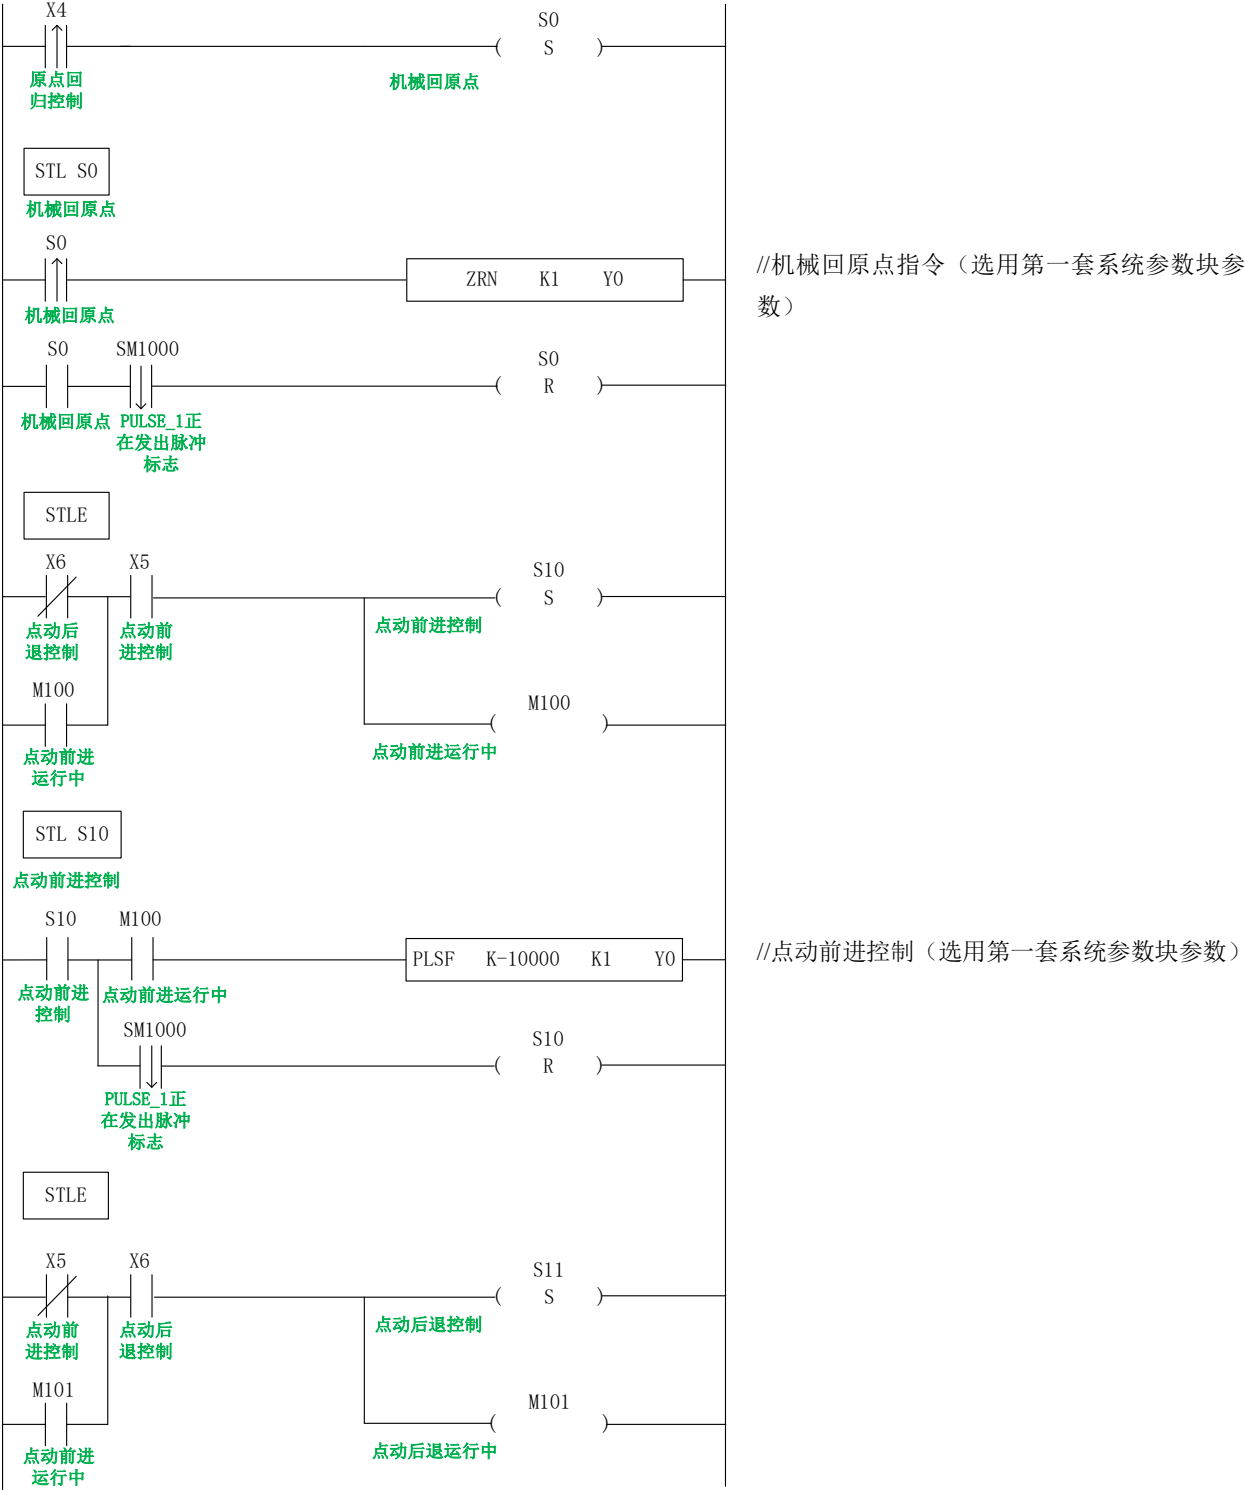 X4
S0
( S )
原点回
归控制
机械回原点
STL S0
机械回原点
S0
ZRN K1 Y0
//机械回原点指令（选用第一套系统参数块参
数）
机械回原点
S0 SM1000
S0
( R )
机械回原点
PULSE_1正
在发出脉冲
标志
STLE
X6 X5
S10
( S )
点动后
退控制
点动前
进控制
点动前进控制
M100
M100
( )
点动前进
运行中
点动前进运行中
STL S10
点动前进控制
S10 M100
PLSF K-10000 K1 Y0
//点动前进控制（选用第一套系统参数块参数）
点动前进
控制
点动前进运行中
SM1000
S10
( R )
PULSE_1正
在发出脉冲
标志
STLE
X5 X6
S11
( S )
点动前
进控制
点动后
退控制
点动后退控制
M101
M101
( )
点动前进
运行中
点动后退运行中